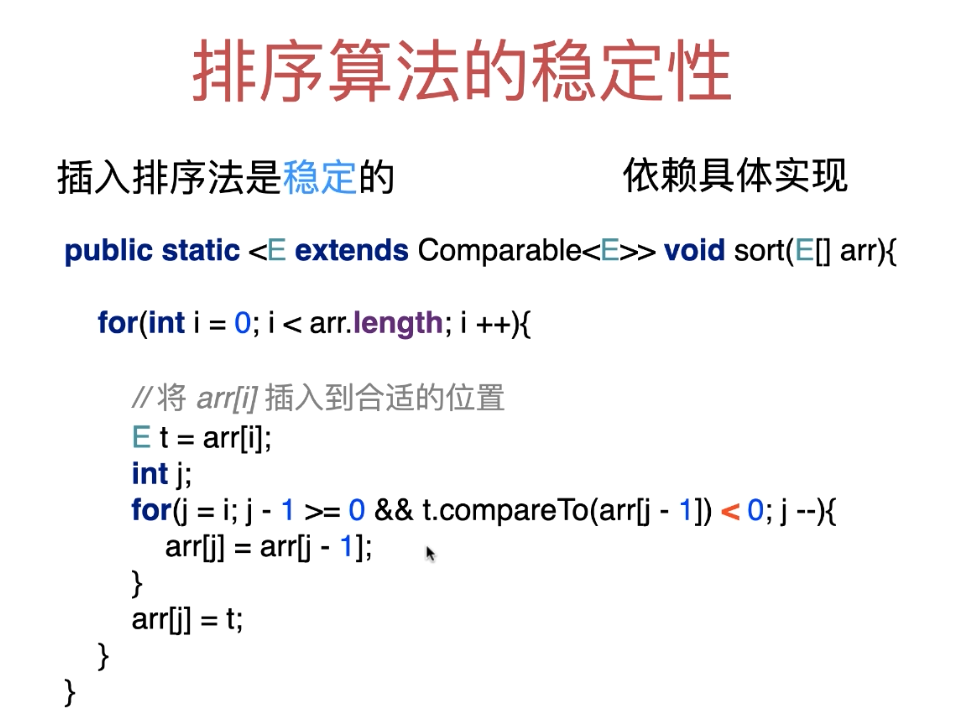 排序算法的稳定性
插入排序法是稳定的
依赖具体实现
public static <E extends Comparable<E>> void sort(E[] arr){
for(int i = 0; i < arr.length; i ++){
// 将 arr[i] 插入到合适的位置
E t = arr[i];
int j;
for(j = i; j - 1 >= 0 && t.compareTo(arr[j - 1]) < 0; j --){
arr[j] = arr[j - 1];
}
arr[j] = t;
}
}